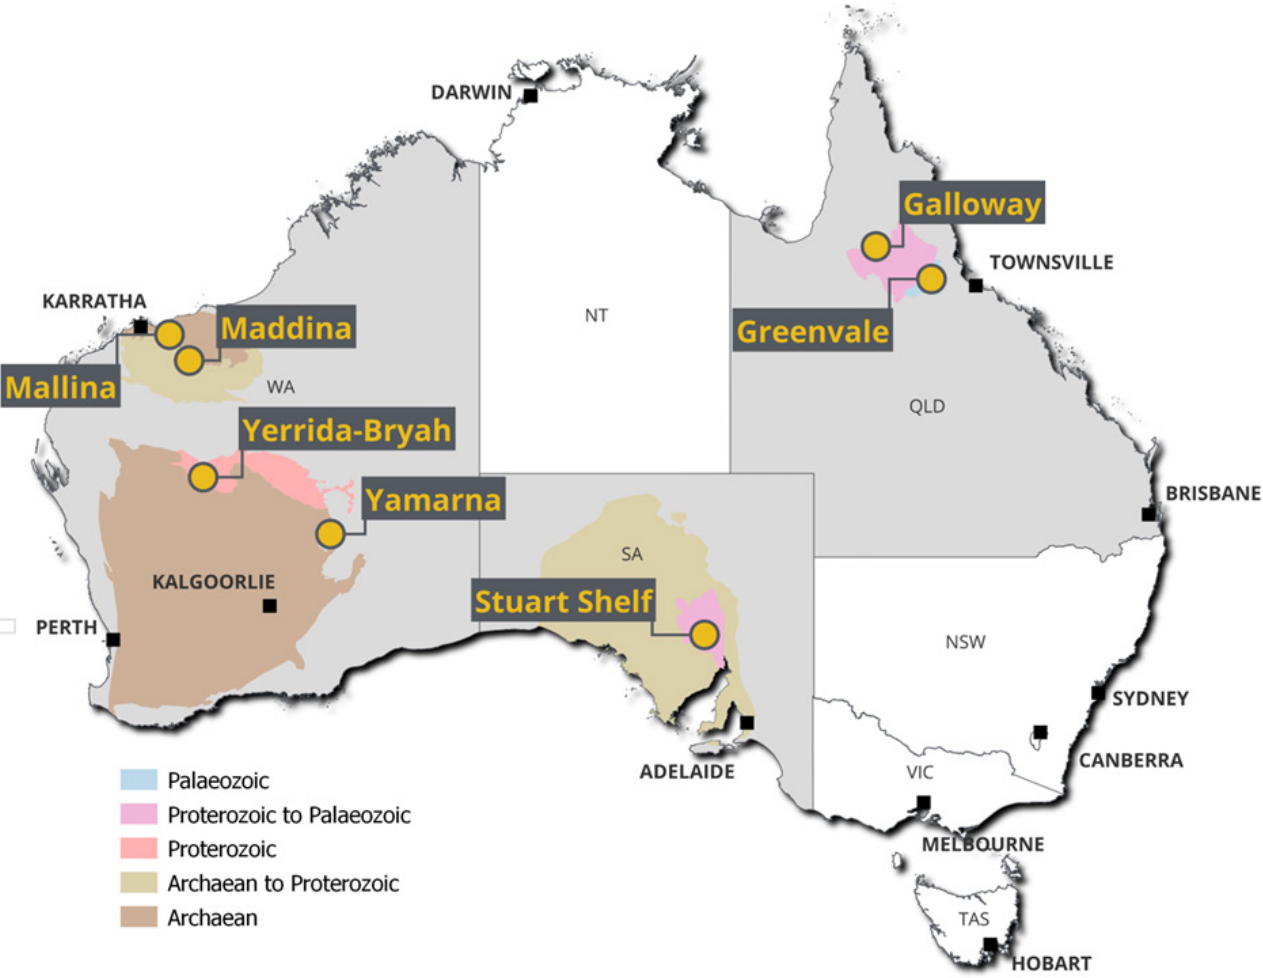 DARWIN
Galloway
TOWNSVILLE
KARRATHA
Maddina
NT
Greenvale
Mallina
WA
QLD
Yerrida-Bryah
Yamarna
BRISBANE
SA
KALGOORLIE
Stuart Shelf
PERTH
NSW
SYDNEY
CANBERRA
ADELAIDE
VIC
Palaeozoic
Proterozoic to Palaeozoic
MELBOURNE
Proterozoic
Archaean to Proterozoic
Archaean
TAS
HOBART